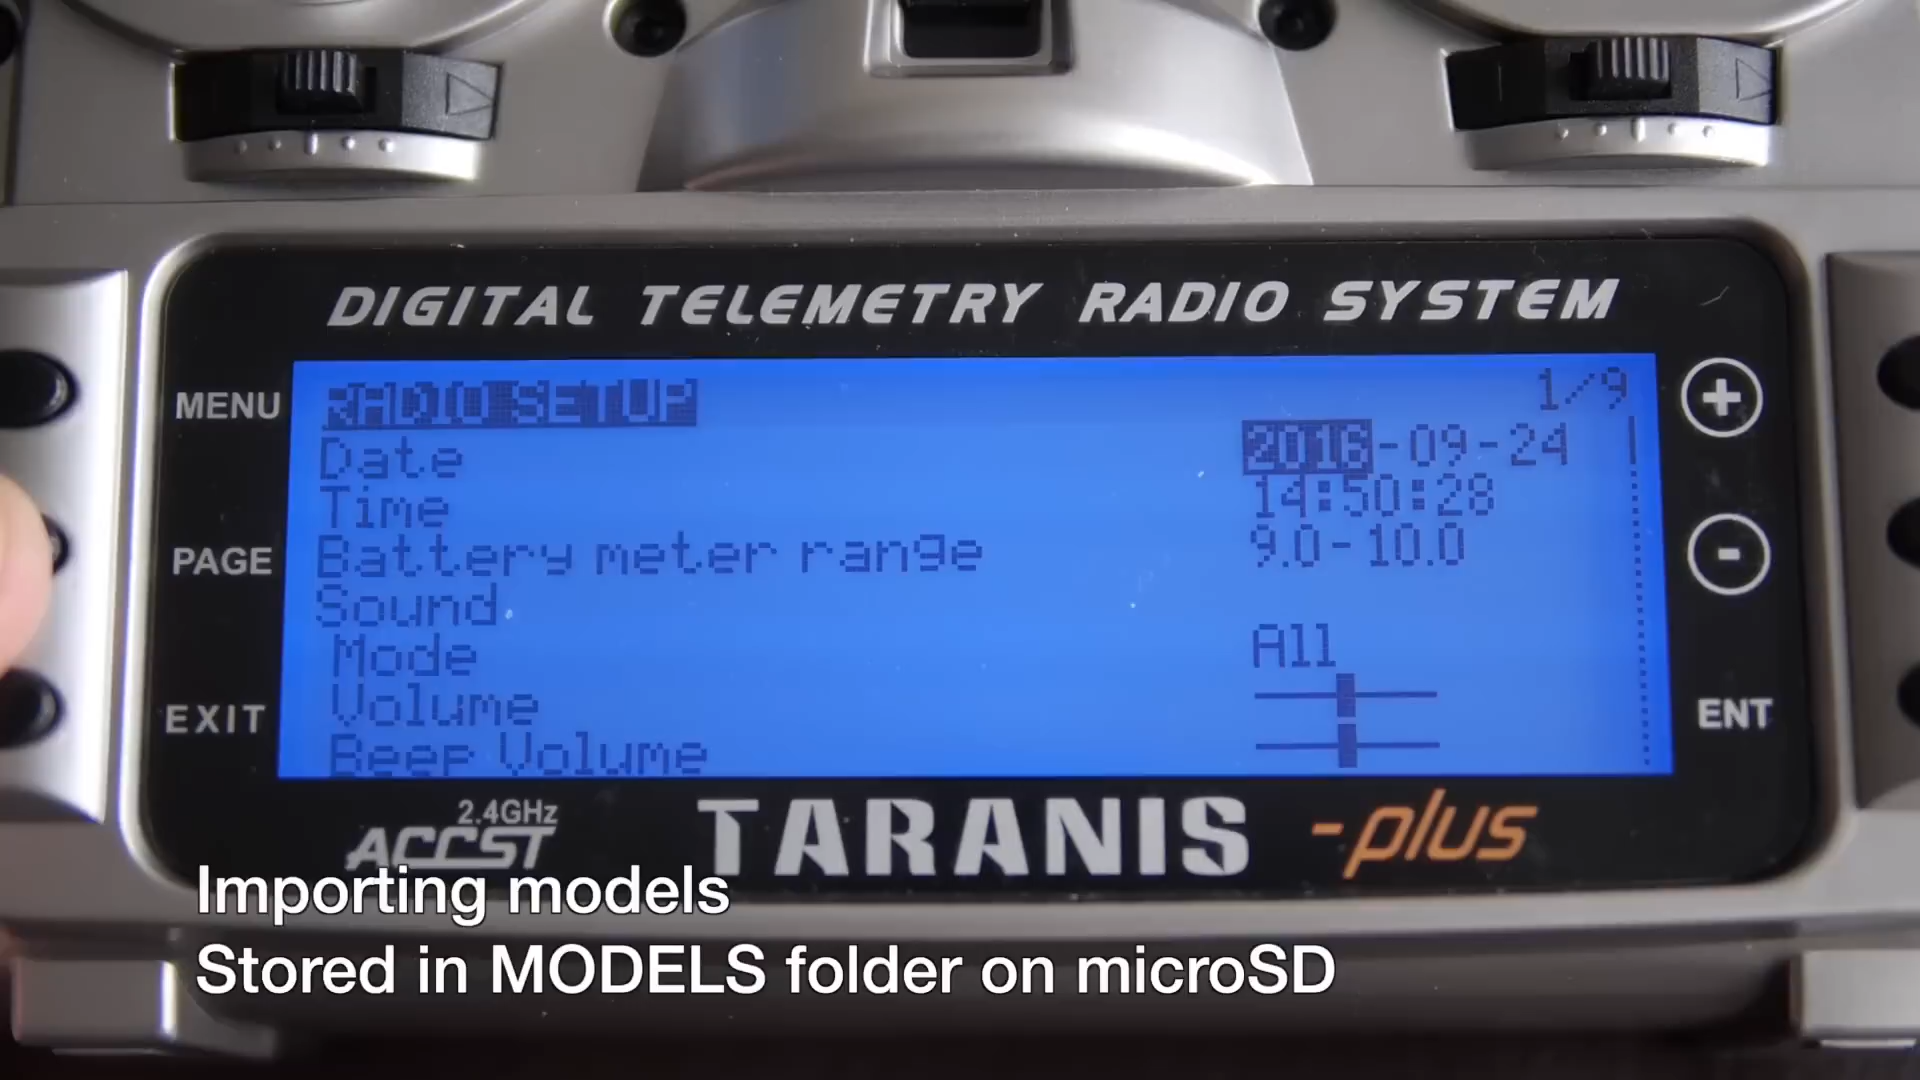 DIGITAL TELEMETRY RADIO SYSTEM
MENU
PAGE
EXIT
RADIO SETUP 1/9
Date 2016-09-24
Time 14:50:28
Battery meter range 9.0-10.0
Sound
Mode All
Volume
Beep Volume
+
-
ENT
2.4GHz
ACCST
TARANIS -plus
Importing models
Stored in MODELS folder on microSD